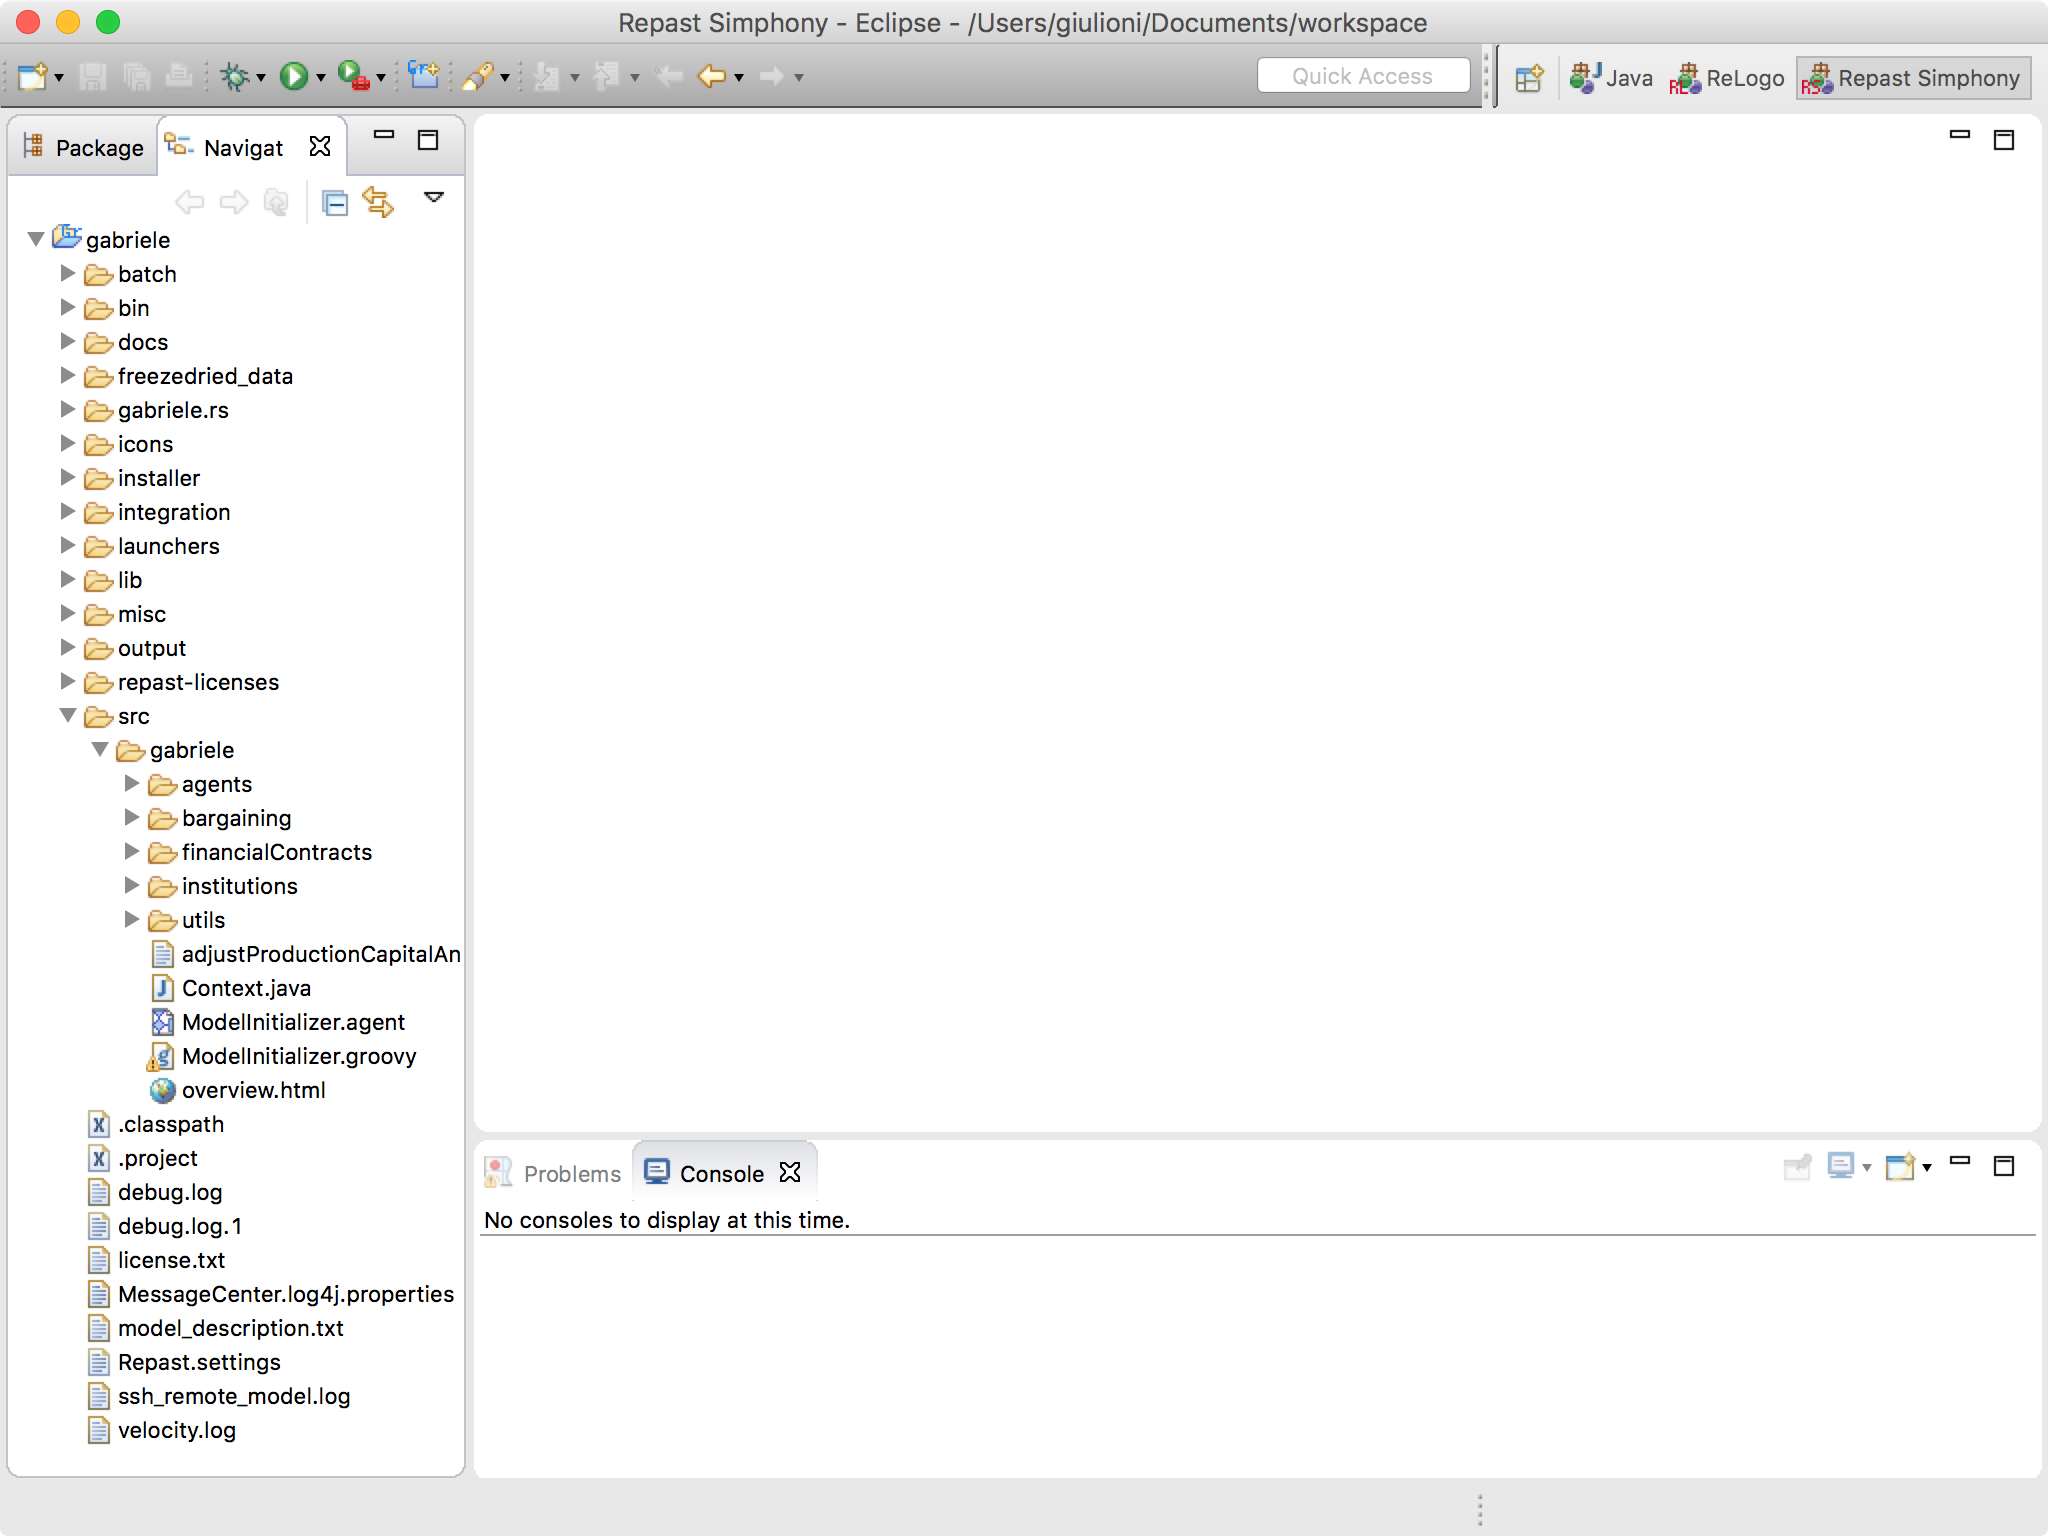 Repast Simphony - Eclipse - /Users/giulioni/Documents/workspace
Quick Access
Java
ReLogo
Repast Simphony
Package
Navigat
gabriele
batch
bin
docs
freezedried_data
gabriele.rs
icons
installer
integration
launchers
lib
misc
output
repast-licenses
src
gabriele
agents
bargaining
financialContracts
institutions
utils
adjustProductionCapitalAn
Context.java
ModelInitializer.agent
ModelInitializer.groovy
overview.html
.classpath
.project
debug.log
debug.log.1
license.txt
MessageCenter.log4j.properties
model_description.txt
Repast.settings
ssh_remote_model.log
velocity.log
Problems
Console
No consoles to display at this time.